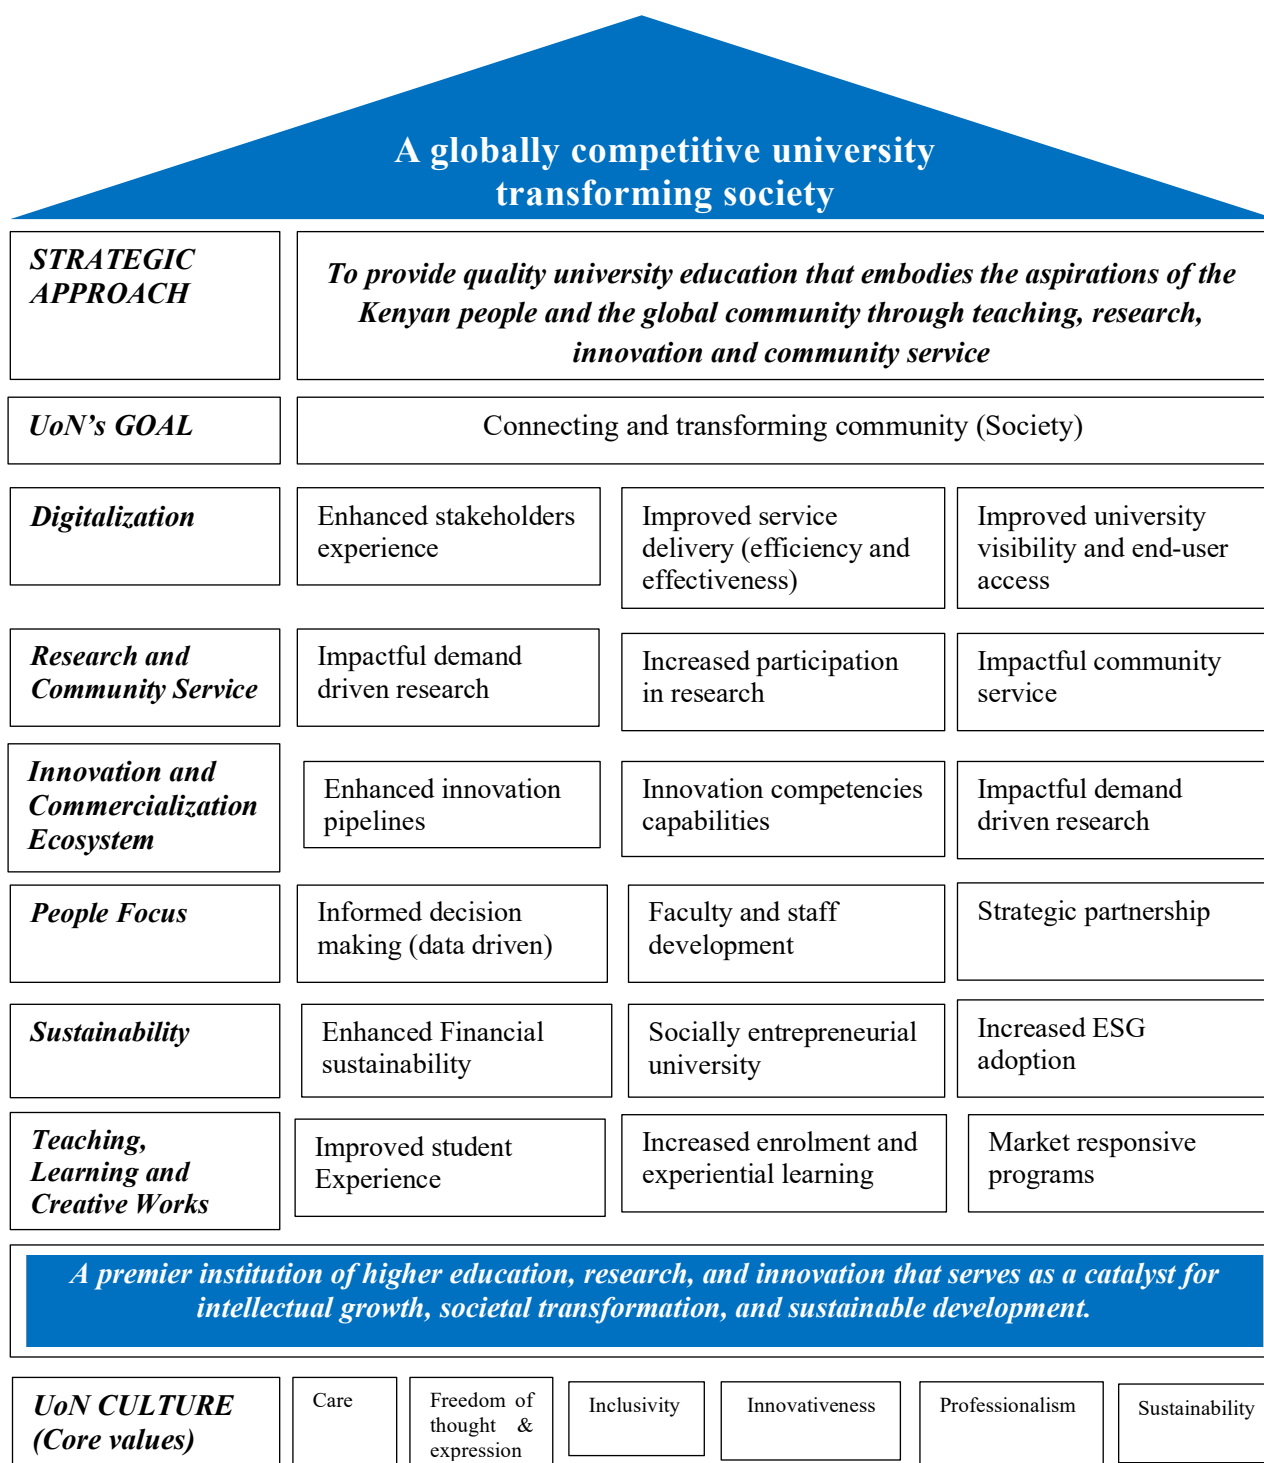 A globally competitive university
transforming society
STRATEGIC
APPROACH
To provide quality university education that embodies the aspirations of the
Kenyan people and the global community through teaching, research,
innovation and community service
UoN’s GOAL
Connecting and transforming community (Society)
Digitalization
Enhanced stakeholders
experience
Improved service
delivery (efficiency and
effectiveness)
Improved university
visibility and end-user
access
Research and
Community Service
Impactful demand
driven research
Increased participation
in research
Impactful community
service
Innovation and
Commercialization
Ecosystem
Enhanced innovation
pipelines
Innovation competencies
capabilities
Impactful demand
driven research
People Focus
Informed decision
making (data driven)
Faculty and staff
development
Strategic partnership
Sustainability
Enhanced Financial
sustainability
Socially entrepreneurial
university
Increased ESG
adoption
Teaching,
Learning and
Creative Works
Improved student
Experience
Increased enrolment and
experiential learning
Market responsive
programs
A premier institution of higher education, research, and innovation that serves as a catalyst for
intellectual growth, societal transformation, and sustainable development.
UoN CULTURE
(Core values)
Care
Freedom of
thought &
expression
Inclusivity
Innovativeness
Professionalism
Sustainability